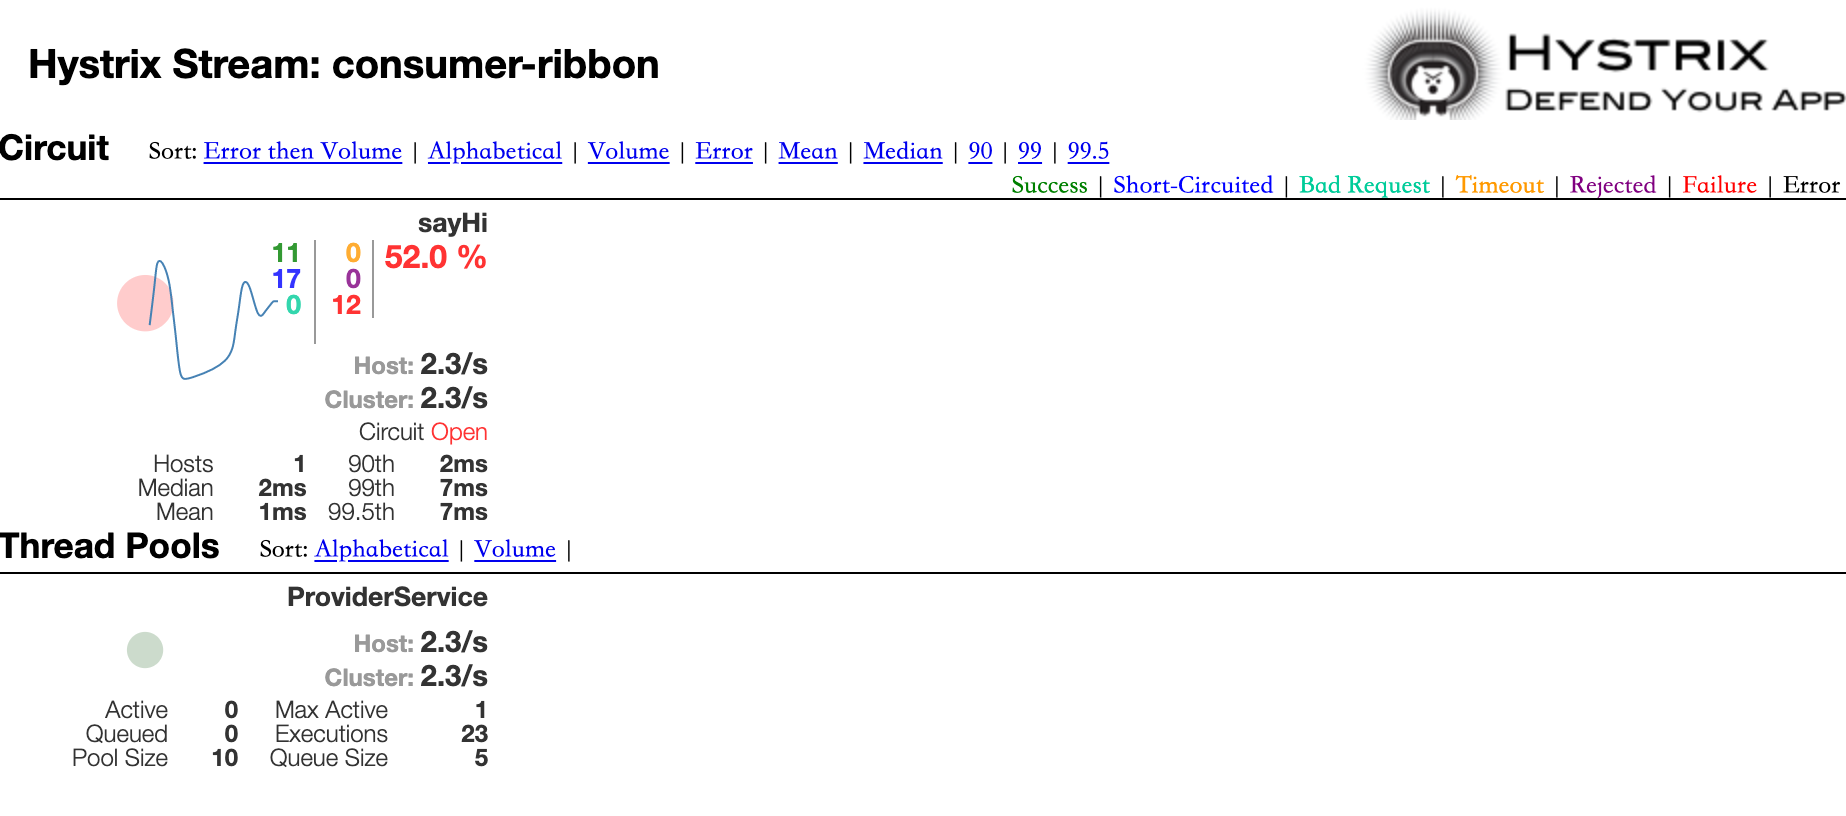 Hystrix Stream: consumer-ribbon
HYSTRIX
DEFEND YOUR APP
Circuit Sort: Error then Volume | Alphabetical | Volume | Error | Mean | Median | 90 | 99 | 99.5
Success | Short-Circuited | Bad Request | Timeout | Rejected | Failure | Error
sayHi
11 0 52.0 %
17 0
0 12
Host: 2.3/s
Cluster: 2.3/s
Circuit Open
Hosts 1 90th 2ms
Median 2ms 99th 7ms
Mean 1ms 99.5th 7ms
Thread Pools Sort: Alphabetical | Volume |
ProviderService
Host: 2.3/s
Cluster: 2.3/s
Active 0 Max Active 1
Queued 0 Executions 23
Pool Size 10 Queue Size 5